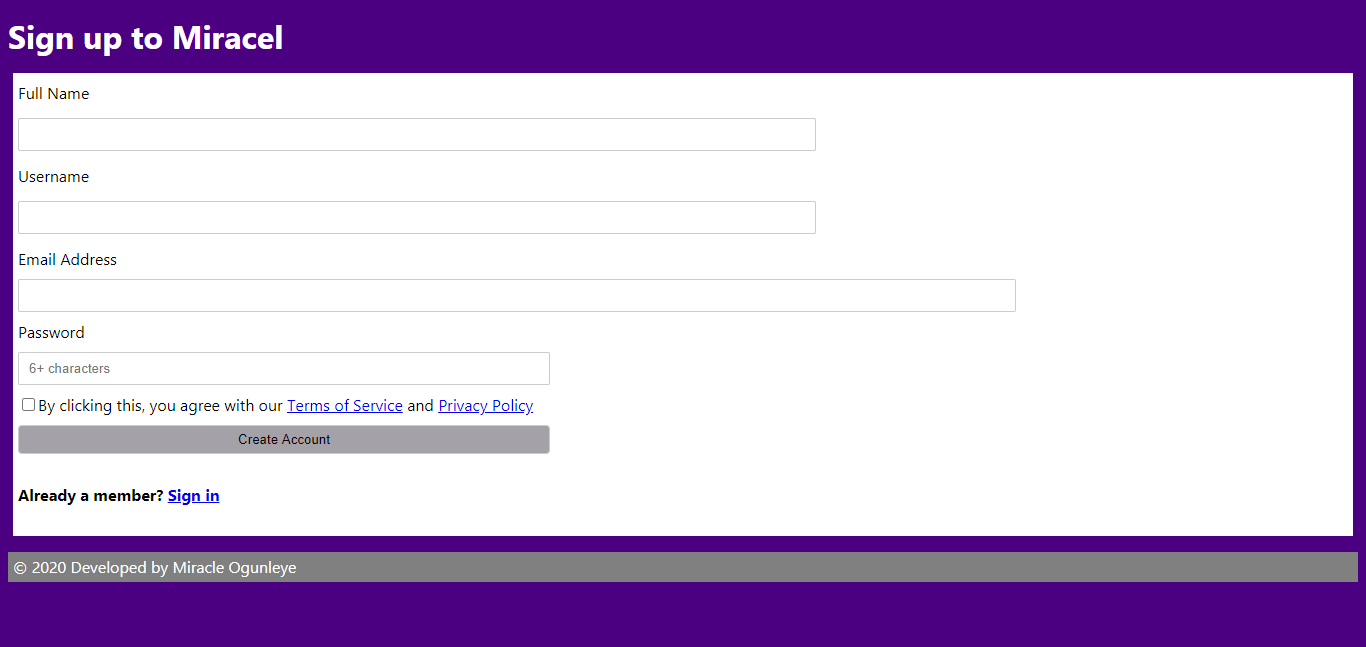 Sign up to Miracel
Full Name
Username
Email Address
Password
6+ characters
By clicking this, you agree with our Terms of Service and Privacy Policy
Create Account
Already a member? Sign in
© 2020 Developed by Miracle Ogunleye